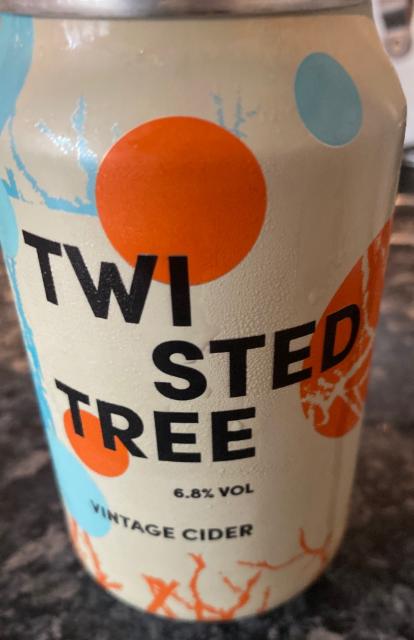 TWI
STED
TREE
6.8% VOL
VINTAGE CIDER